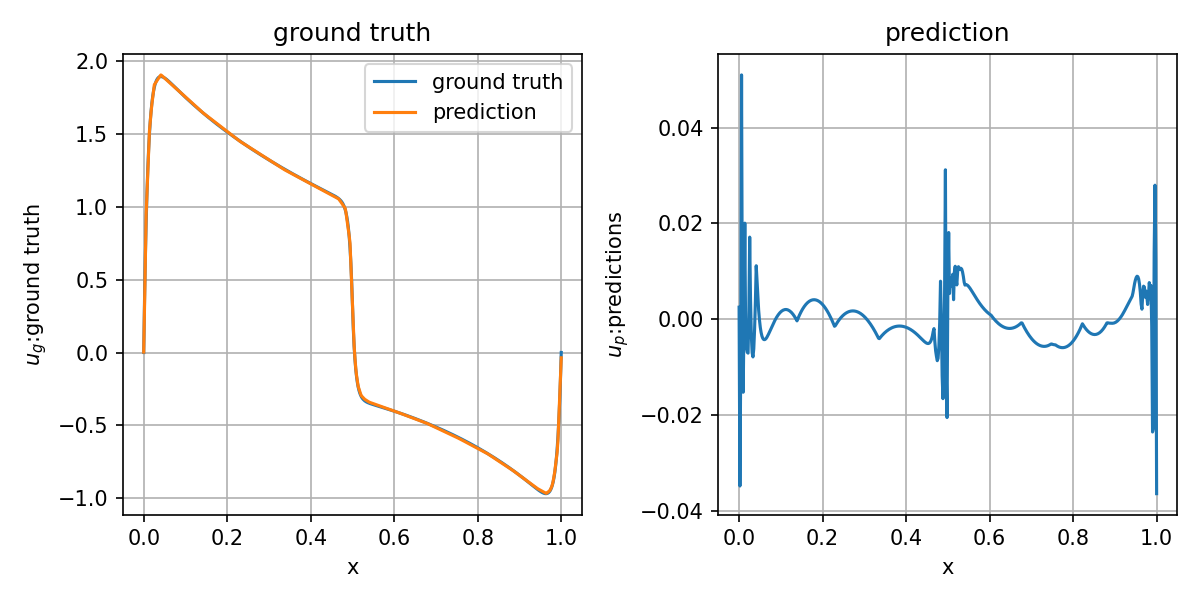 ground truth
2.0
1.5
1.0
0.5
0.0
−0.5
−1.0
u_g:ground truth
ground truth
prediction
0.0 0.2 0.4 0.6 0.8 1.0
x
prediction
0.04
0.02
0.00
−0.02
−0.04
u_p:predictions
0.0 0.2 0.4 0.6 0.8 1.0
x